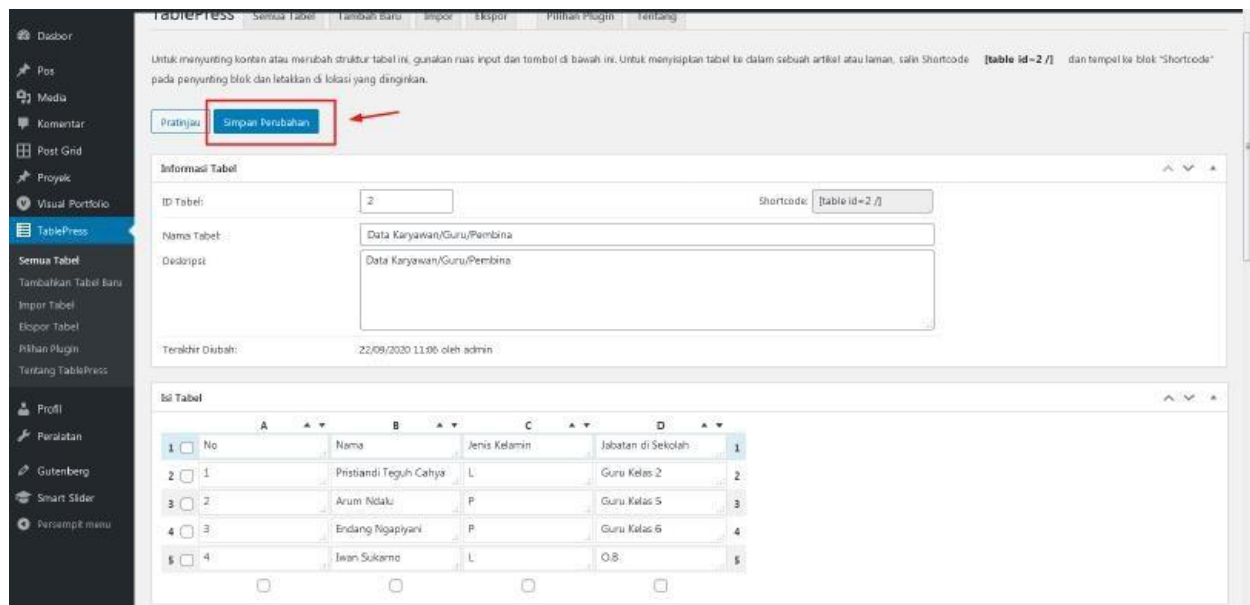 TablePress Semua Tabel Tambah Baru Impor Ekspor Pilihan Plugin Tentang
Dasbor
Pos
Media
Komentar
Post Grid
Proyek
Visual Portfolio
TablePress
Semua Tabel
Tambahkan Tabel Baru
Impor Tabel
Ekspor Tabel
Pilihan Plugin
Tentang TablePress
Profil
Peralatan
Gutenberg
Smart Slider
Persempit menu
Untuk menyunting konten atau merubah struktur tabel ini, gunakan ruas input dan tombol di bawah ini. Untuk menyisipkan tabel ke dalam sebuah artikel atau laman, salin Shortcode [table id=2 /] dan tempel ke blok "Shortcode"
pada penyunting blok dan letakkan di lokasi yang diinginkan.
Pratinjau Simpan Perubahan
Informasi Tabel
ID Tabel: 2 Shortcode: [table id=2 /]
Nama Tabel: Data Karyawan/Guru/Pembina
Deskripsi: Data Karyawan/Guru/Pembina
Terakhir Diubah: 22/09/2020 11:06 oleh admin
Isi Tabel
A B C D
1 No Nama Jenis Kelamin Jabatan di Sekolah 1
2 1 Pristiandi Teguh Cahya L Guru Kelas 2 2
3 2 Arum Ndalu P Guru Kelas 5 3
4 3 Endang Ngapiyani P Guru Kelas 6 4
5 4 Iwan Sukarno L O.B 5